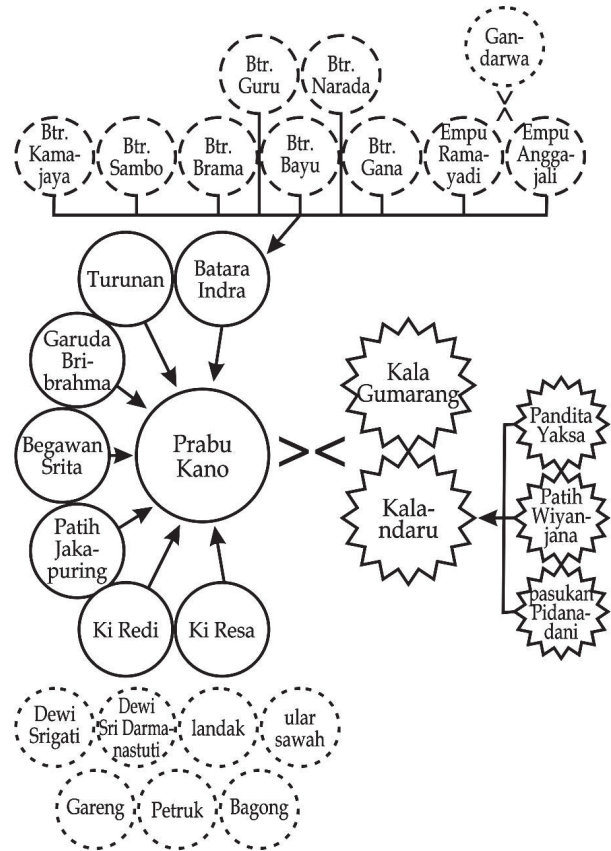 Gan-
darwa
Btr.
Guru
Btr.
Narada
Btr.
Kama-
jaya
Btr.
Sambo
Btr.
Brama
Btr.
Bayu
Btr.
Gana
Empu
Rama-
yadi
Empu
Angga-
jali
Turunan
Batara
Indra
Garuda
Bri-
brahma
Begawan
Srita
Patih
Jaka-
puring
Ki Redi
Ki Resa
Prabu
Kano
> <
Kala
Gumarang
Kala-
ndaru
Pandita
Yaksa
Patih
Wiyan-
jana
pasukan
Pidana-
dani
Dewi
Srigati
Dewi
Sri Darma-
nastuti
landak
ular
sawah
Gareng
Petruk
Bagong